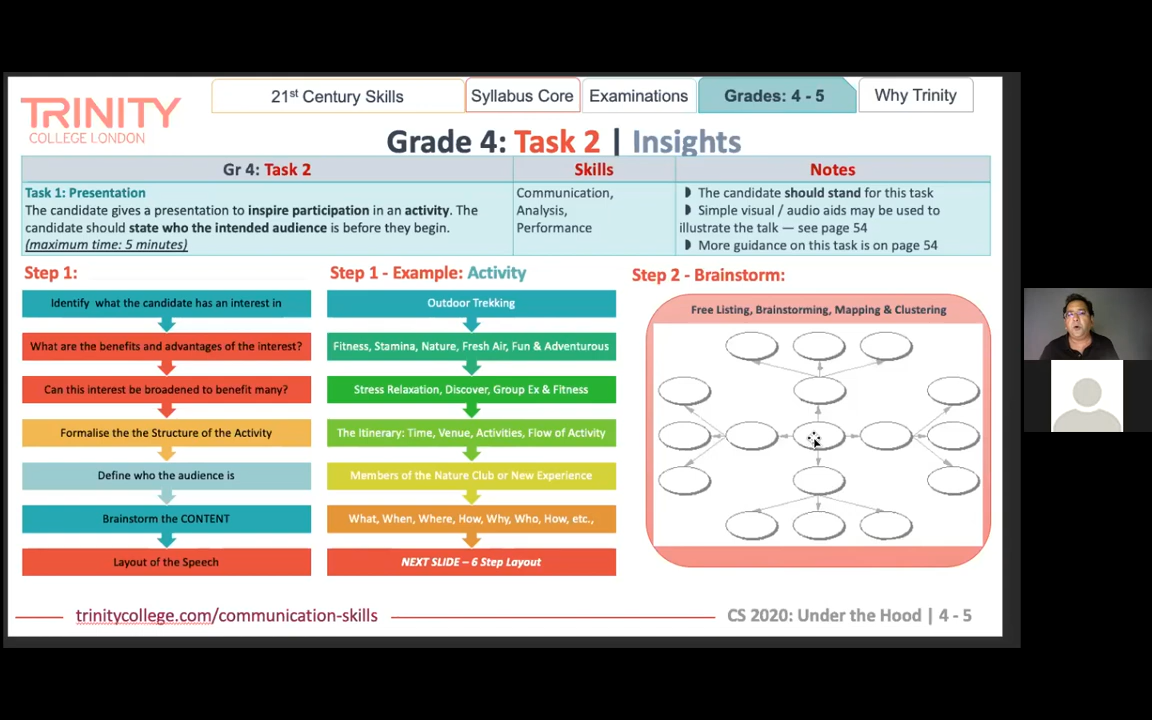 21st Century Skills
Syllabus Core
Examinations
Grades: 4 - 5
Why Trinity
TRINITY
COLLEGE LONDON
Grade 4: Task 2 | Insights
Gr 4: Task 2
Skills
Notes
Task 1: Presentation
The candidate gives a presentation to inspire participation in an activity. The
candidate should state who the intended audience is before they begin.
(maximum time: 5 minutes)
Communication,
Analysis,
Performance
The candidate should stand for this task
Simple visual / audio aids may be used to
illustrate the talk — see page 54
More guidance on this task is on page 54
Step 1:
Identify what the candidate has an interest in
What are the benefits and advantages of the interest?
Can this interest be broadened to benefit many?
Formalise the the Structure of the Activity
Define who the audience is
Brainstorm the CONTENT
Layout of the Speech
Step 1 - Example: Activity
Outdoor Trekking
Fitness, Stamina, Nature, Fresh Air, Fun & Adventurous
Stress Relaxation, Discover, Group Ex & Fitness
The Itinerary: Time, Venue, Activities, Flow of Activity
Members of the Nature Club or New Experience
What, When, Where, How, Why, Who, How, etc.,
NEXT SLIDE – 6 Step Layout
Step 2 - Brainstorm:
Free Listing, Brainstorming, Mapping & Clustering
trinitycollege.com/communication-skills
CS 2020: Under the Hood | 4 - 5